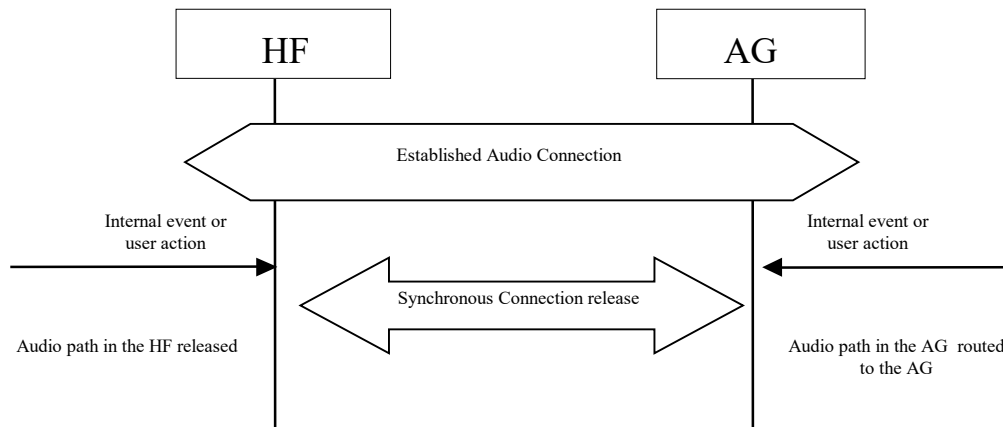 HF
AG
Established Audio Connection
Internal event or
user action
Internal event or
user action
Synchronous Connection release
Audio path in the HF released
Audio path in the AG  routed
to the AG